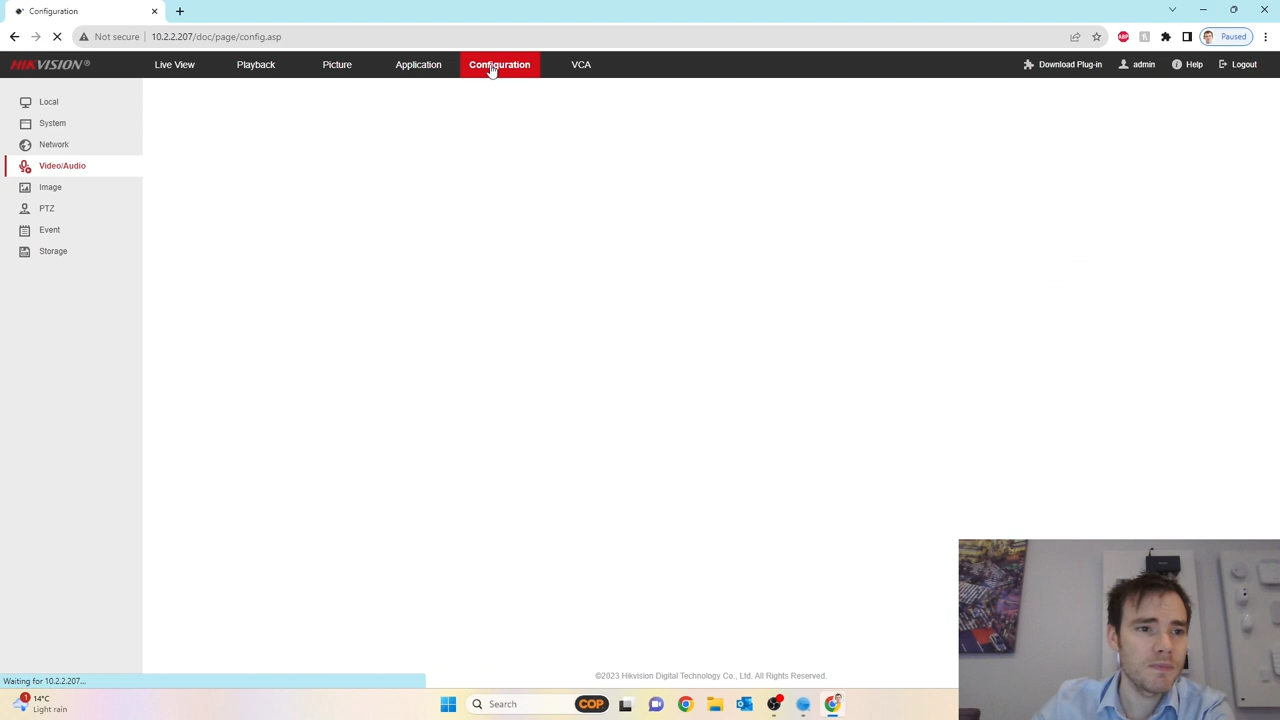 Configuration
Not secure 10.2.2.207/doc/page/config.asp ABP Paused
HIKVISION® Live View Playback Picture Application Configuration VCA Download Plug-in admin Help Logout
Local
System
Network
Video/Audio
Image
PTZ
Event
Storage
©2023 Hikvision Digital Technology Co., Ltd. All Rights Reserved.
Waiting for 10.2.2.207...
1 14°C
Light rain
Search COP